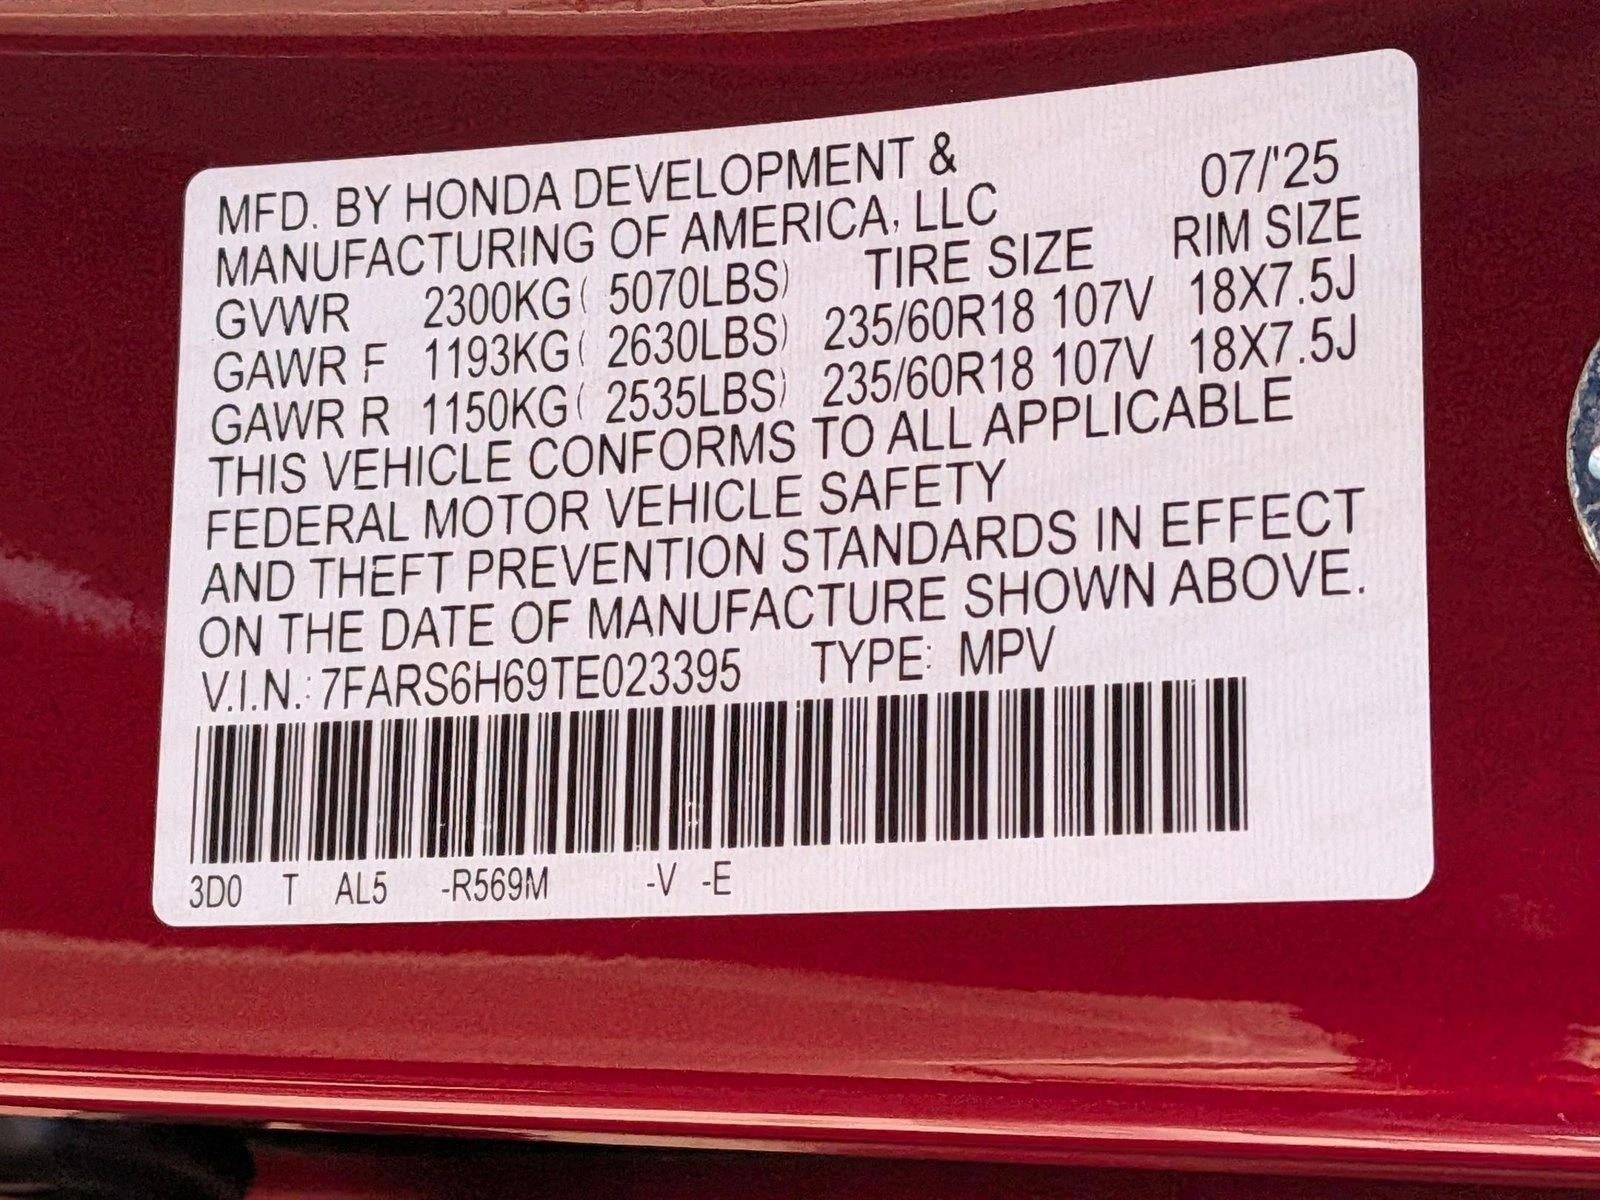 MFD. BY HONDA DEVELOPMENT & 07/'25
MANUFACTURING OF AMERICA, LLC RIM SIZE
GVWR 2300KG( 5070LBS) TIRE SIZE
GAWR F 1193KG( 2630LBS) 235/60R18 107V 18X7.5J
GAWR R 1150KG( 2535LBS) 235/60R18 107V 18X7.5J
THIS VEHICLE CONFORMS TO ALL APPLICABLE
FEDERAL MOTOR VEHICLE SAFETY
AND THEFT PREVENTION STANDARDS IN EFFECT
ON THE DATE OF MANUFACTURE SHOWN ABOVE.
V.I.N.: 7FARS6H69TE023395 TYPE: MPV
3D0 T AL5 -R569M -V -E